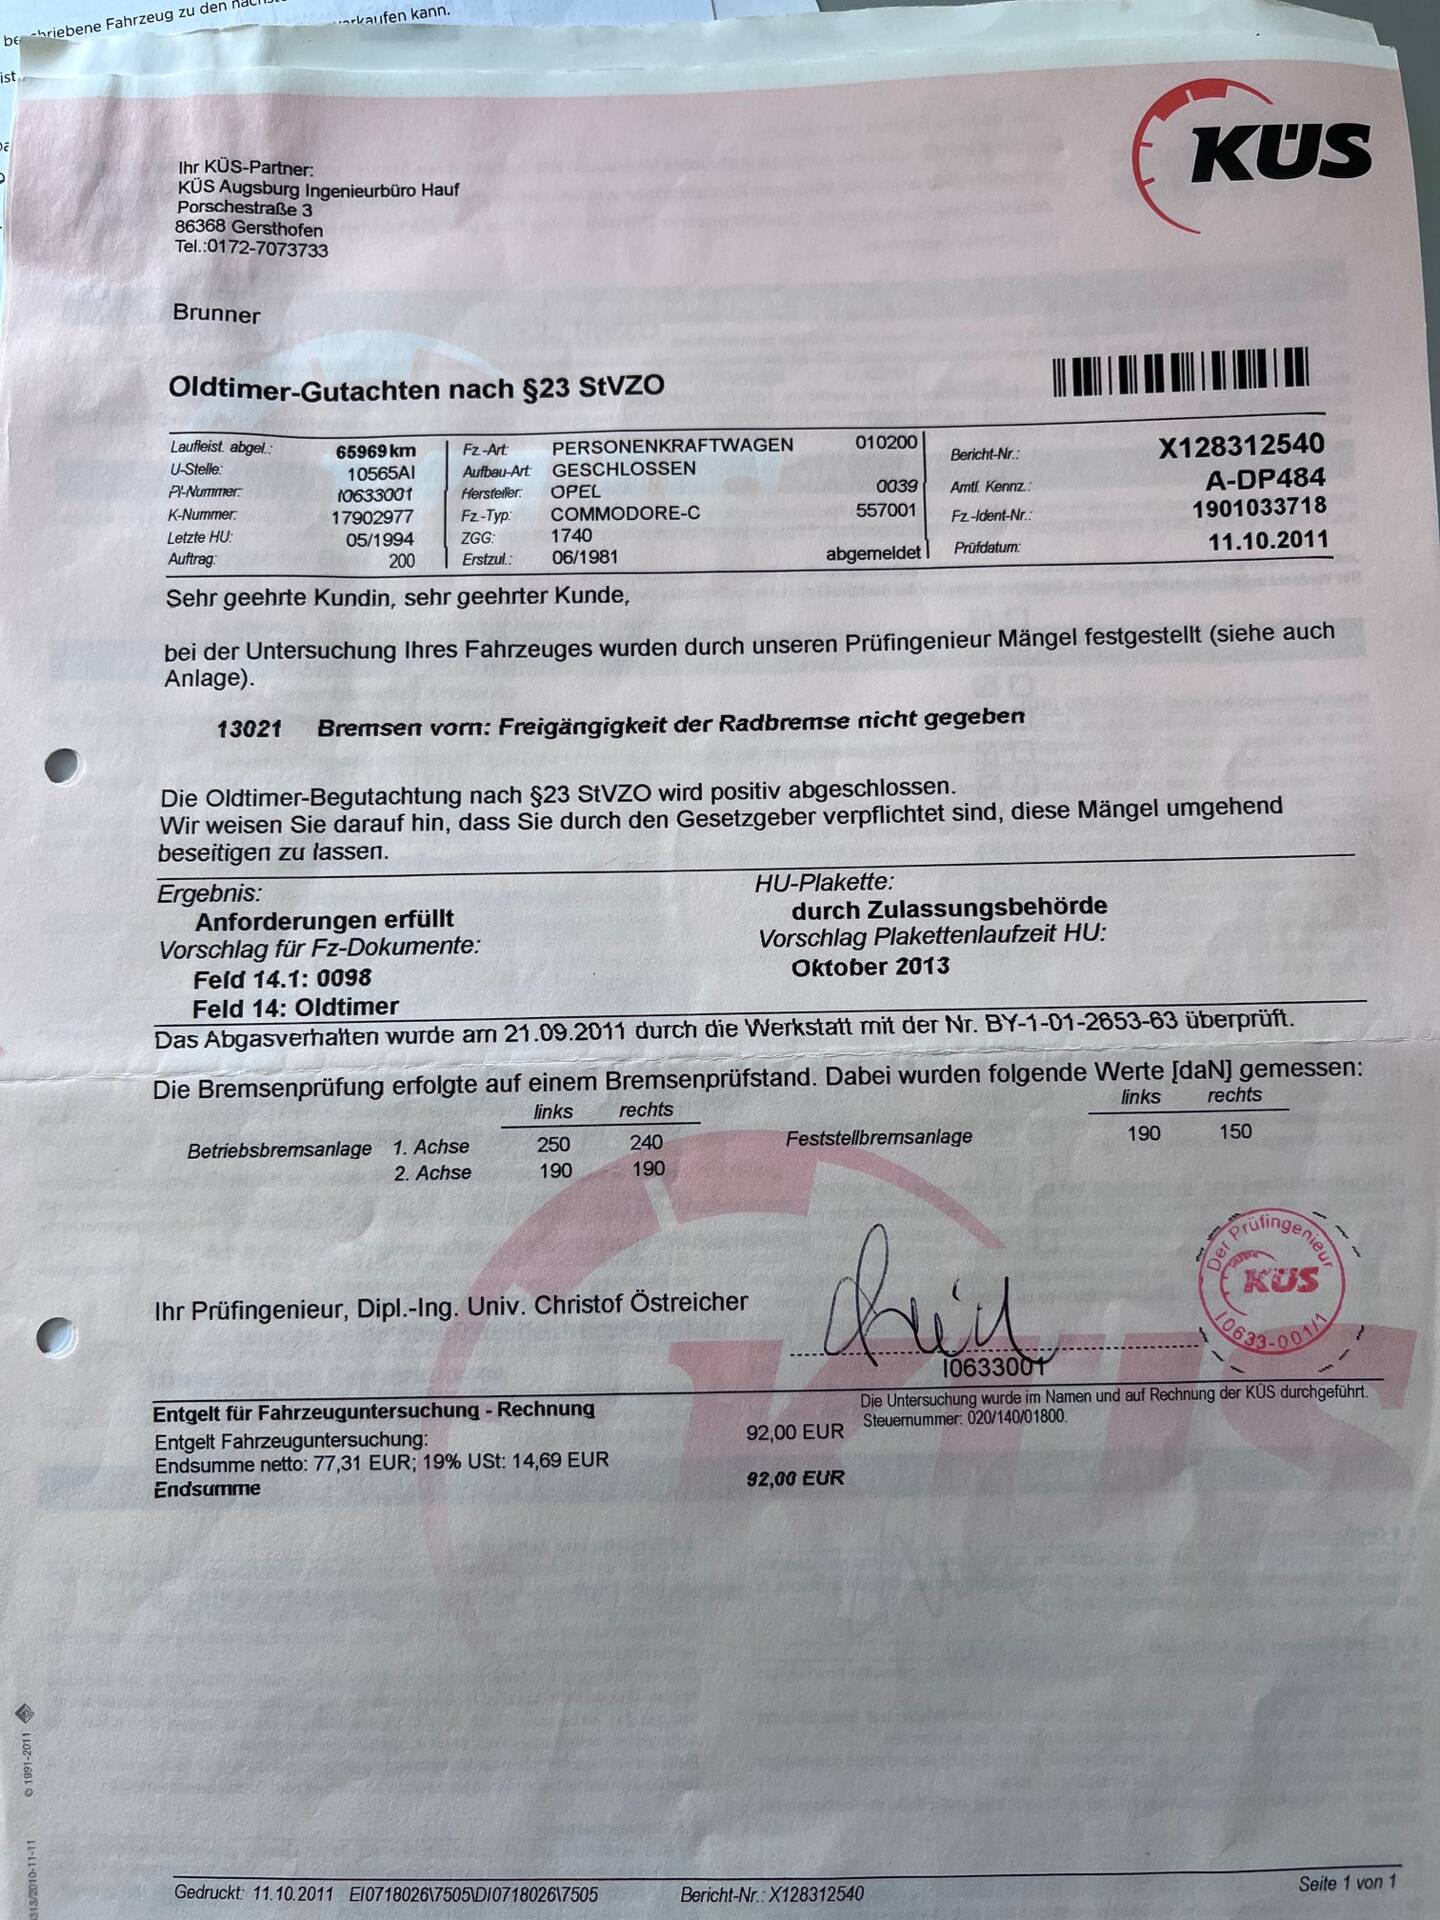 beschriebene Fahrzeug zu den
verkaufen kann.
ist
KÜS
Ihr KÜS-Partner:
KÜS Augsburg Ingenieurbüro Hauf
Porschestraße 3
86368 Gersthofen
Tel.:0172-7073733
Brunner
Oldtimer-Gutachten nach §23 StVZO
Laufleist. abgel.: 65969 km Fz.-Art: PERSONENKRAFTWAGEN 010200 Bericht-Nr.: X128312540
U-Stelle: 10565AI Aufbau-Art: GESCHLOSSEN
PI-Nummer: I0633001 Hersteller: OPEL 0039 Amtl. Kennz.: A-DP484
K-Nummer: 17902977 Fz.-Typ: COMMODORE-C 557001 Fz.-Ident-Nr.: 1901033718
Letzte HU: 05/1994 ZGG: 1740
Auftrag: 200 Erstzul.: 06/1981 abgemeldet Prüfdatum: 11.10.2011
Sehr geehrte Kundin, sehr geehrter Kunde,
bei der Untersuchung Ihres Fahrzeuges wurden durch unseren Prüfingenieur Mängel festgestellt (siehe auch
Anlage).
13021 Bremsen vorn: Freigängigkeit der Radbremse nicht gegeben
Die Oldtimer-Begutachtung nach §23 StVZO wird positiv abgeschlossen.
Wir weisen Sie darauf hin, dass Sie durch den Gesetzgeber verpflichtet sind, diese Mängel umgehend
beseitigen zu lassen.
Ergebnis: HU-Plakette:
Anforderungen erfüllt durch Zulassungsbehörde
Vorschlag für Fz-Dokumente: Vorschlag Plakettenlaufzeit HU:
Feld 14.1: 0098 Oktober 2013
Feld 14: Oldtimer
Das Abgasverhalten wurde am 21.09.2011 durch die Werkstatt mit der Nr. BY-1-01-2653-63 überprüft.
Die Bremsenprüfung erfolgte auf einem Bremsenprüfstand. Dabei wurden folgende Werte [daN] gemessen:
links rechts links rechts
Betriebsbremsanlage 1. Achse 250 240 Feststellbremsanlage 190 150
2. Achse 190 190
Der Prüfingenieur
KÜS
I0633-001/1
Ihr Prüfingenieur, Dipl.-Ing. Univ. Christof Östreicher
I0633001
KÜS
Entgelt für Fahrzeuguntersuchung - Rechnung Die Untersuchung wurde im Namen und auf Rechnung der KÜS durchgeführt.
Entgelt Fahrzeuguntersuchung: 92,00 EUR Steuernummer: 020/140/01800.
Endsumme netto: 77,31 EUR; 19% USt: 14,69 EUR
Endsumme 92,00 EUR
© 1991-2011
313/2010-11-11
Gedruckt: 11.10.2011 EI0718026\7505\DI0718026\7505 Bericht-Nr.: X128312540 Seite 1 von 1